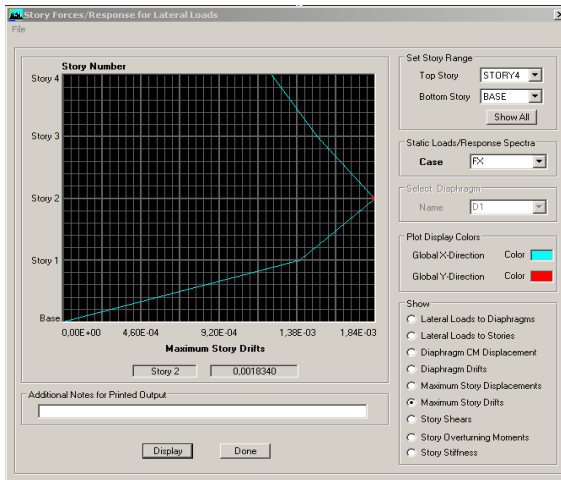 Story Forces/Response for Lateral Loads
File
Story Number
Story 4
Story 3
Story 2
Story 1
Base
0,00E+00 4,60E-04 9,20E-04 1,38E-03 1,84E-03
Maximum Story Drifts
Story 2 0,0018340
Additional Notes for Printed Output
Display Done
Set Story Range
Top Story STORY4
Bottom Story BASE
Show All
Static Loads/Response Spectra
Case FX
Select Diaphragm
Name D1
Plot Display Colors
Global X-Direction Color
Global Y-Direction Color
Show
Lateral Loads to Diaphragms
Lateral Loads to Stories
Diaphragm CM Displacement
Diaphragm Drifts
Maximum Story Displacements
Maximum Story Drifts
Story Shears
Story Overturning Moments
Story Stiffness